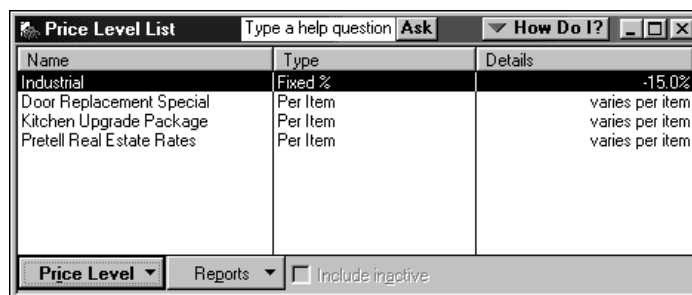 Price Level List Type a help question Ask How Do I?
Name Type Details
Industrial Fixed % -15.0%
Door Replacement Special Per Item varies per item
Kitchen Upgrade Package Per Item varies per item
Pretell Real Estate Rates Per Item varies per item
Price Level Reports Include inactive